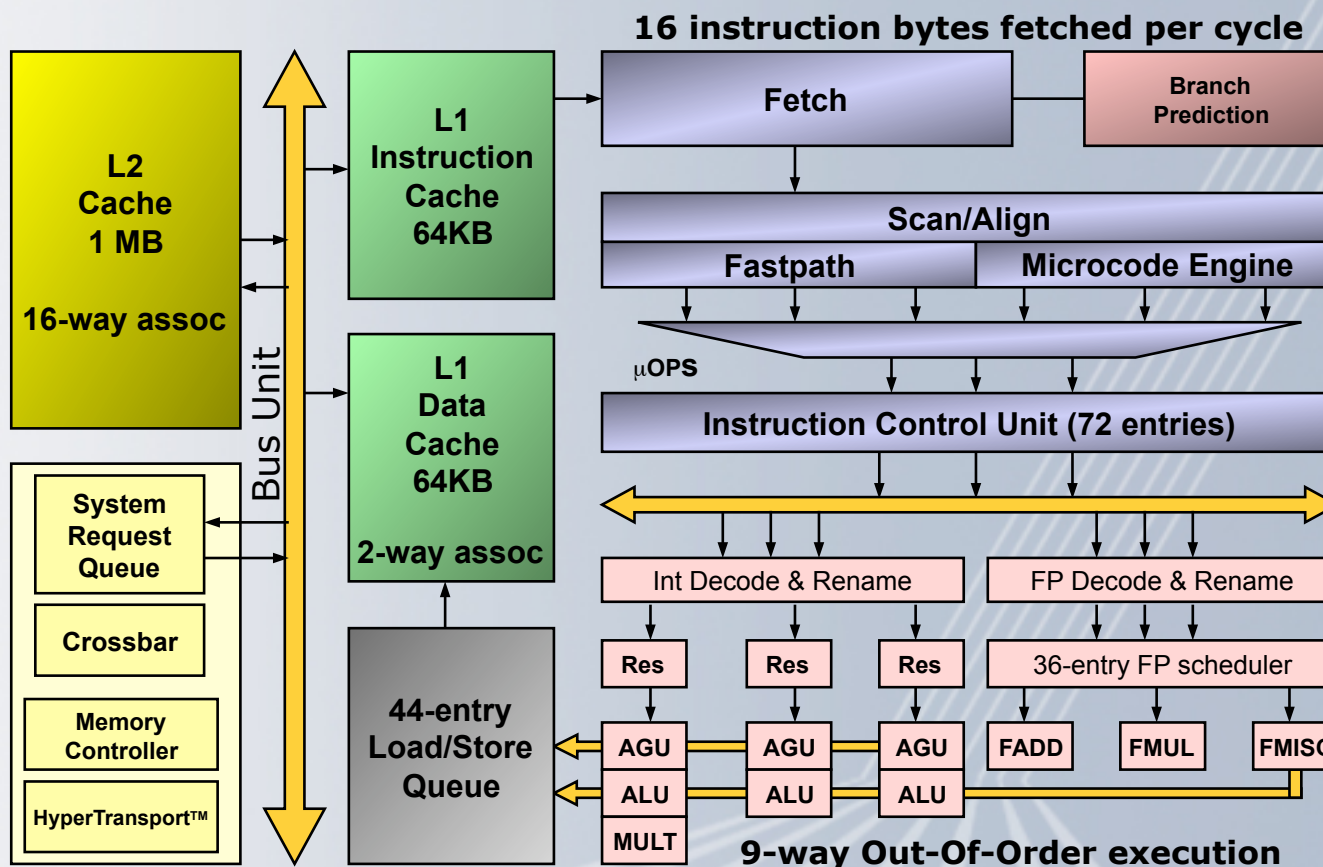 16 instruction bytes fetched per cycle
L2
Cache
1 MB
16-way assoc
Bus Unit
L1
Instruction
Cache
64KB
Fetch
Branch
Prediction
Scan/Align
Fastpath
Microcode Engine
µOPS
Instruction Control Unit (72 entries)
L1
Data
Cache
64KB
2-way assoc
System
Request
Queue
Crossbar
Memory
Controller
HyperTransport™
44-entry
Load/Store
Queue
Int Decode & Rename
FP Decode & Rename
Res
Res
Res
36-entry FP scheduler
AGU
AGU
AGU
FADD
FMUL
FMISC
ALU
ALU
ALU
MULT
9-way Out-Of-Order execution